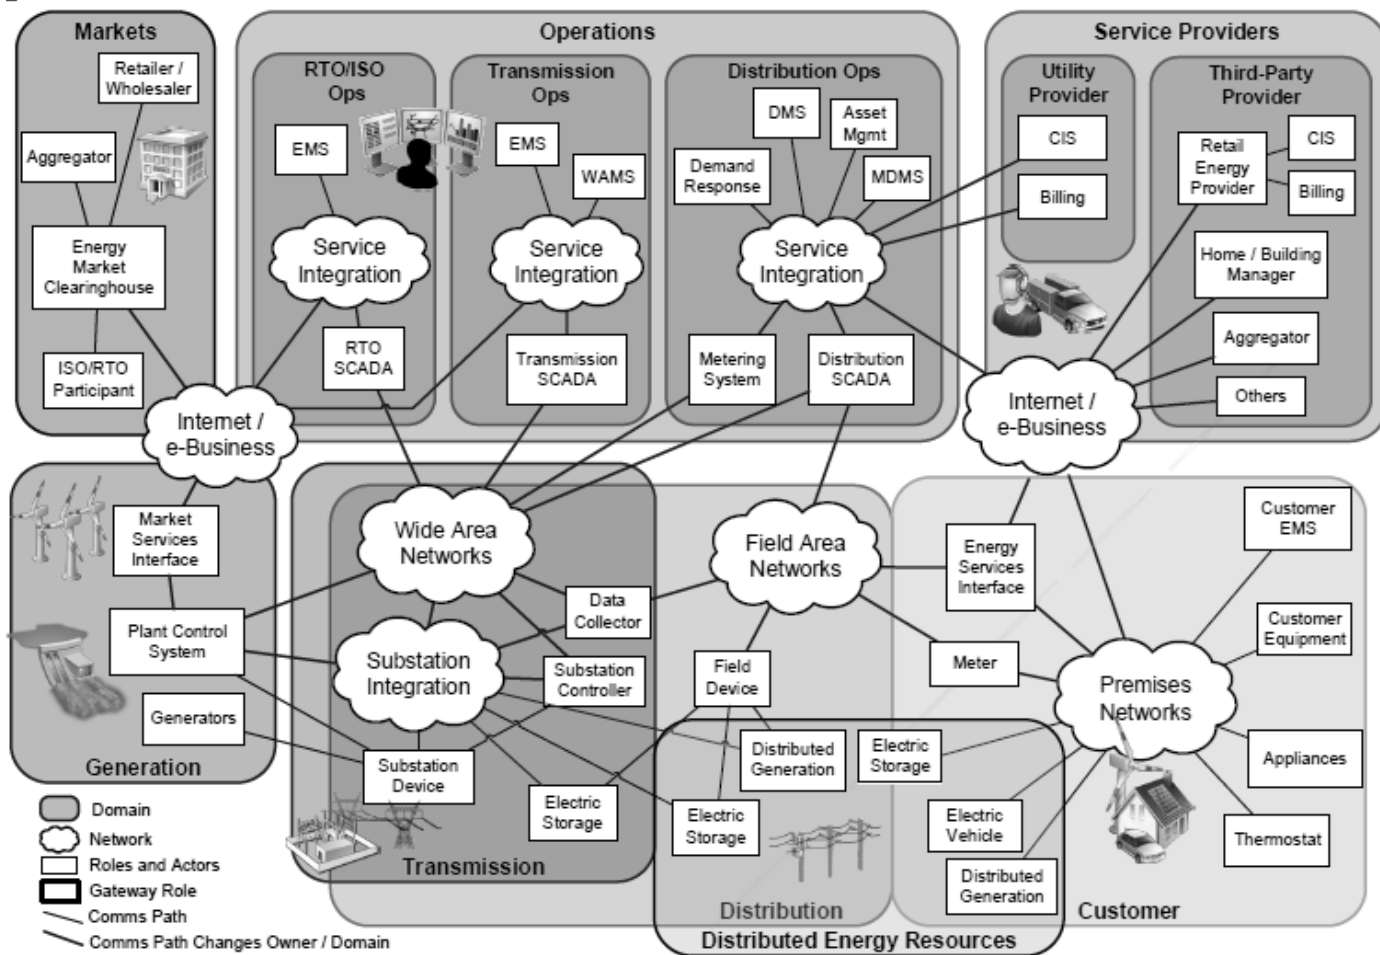 Markets
Retailer /
Wholesaler
Aggregator
Energy
Market
Clearinghouse
ISO/RTO
Participant
Operations
RTO/ISO
Ops
EMS
Service
Integration
RTO
SCADA
Transmission
Ops
EMS
WAMS
Service
Integration
Transmission
SCADA
Distribution Ops
DMS
Asset
Mgmt
Demand
Response
MDMS
Service
Integration
Metering
System
Distribution
SCADA
Service Providers
Utility
Provider
CIS
Billing
Third-Party
Provider
Retail
Energy
Provider
CIS
Billing
Home / Building
Manager
Aggregator
Others
Internet /
e-Business
Internet /
e-Business
Market
Services
Interface
Plant Control
System
Generators
Generation
Wide Area
Networks
Substation
Integration
Data
Collector
Substation
Controller
Substation
Device
Electric
Storage
Transmission
Field Area
Networks
Field
Device
Distributed
Generation
Electric
Storage
Distribution
Energy
Services
Interface
Meter
Premises
Networks
Customer
EMS
Customer
Equipment
Appliances
Thermostat
Electric
Storage
Electric
Vehicle
Distributed
Generation
Customer
Distributed Energy Resources
Domain
Network
Roles and Actors
Gateway Role
Comms Path
Comms Path Changes Owner / Domain